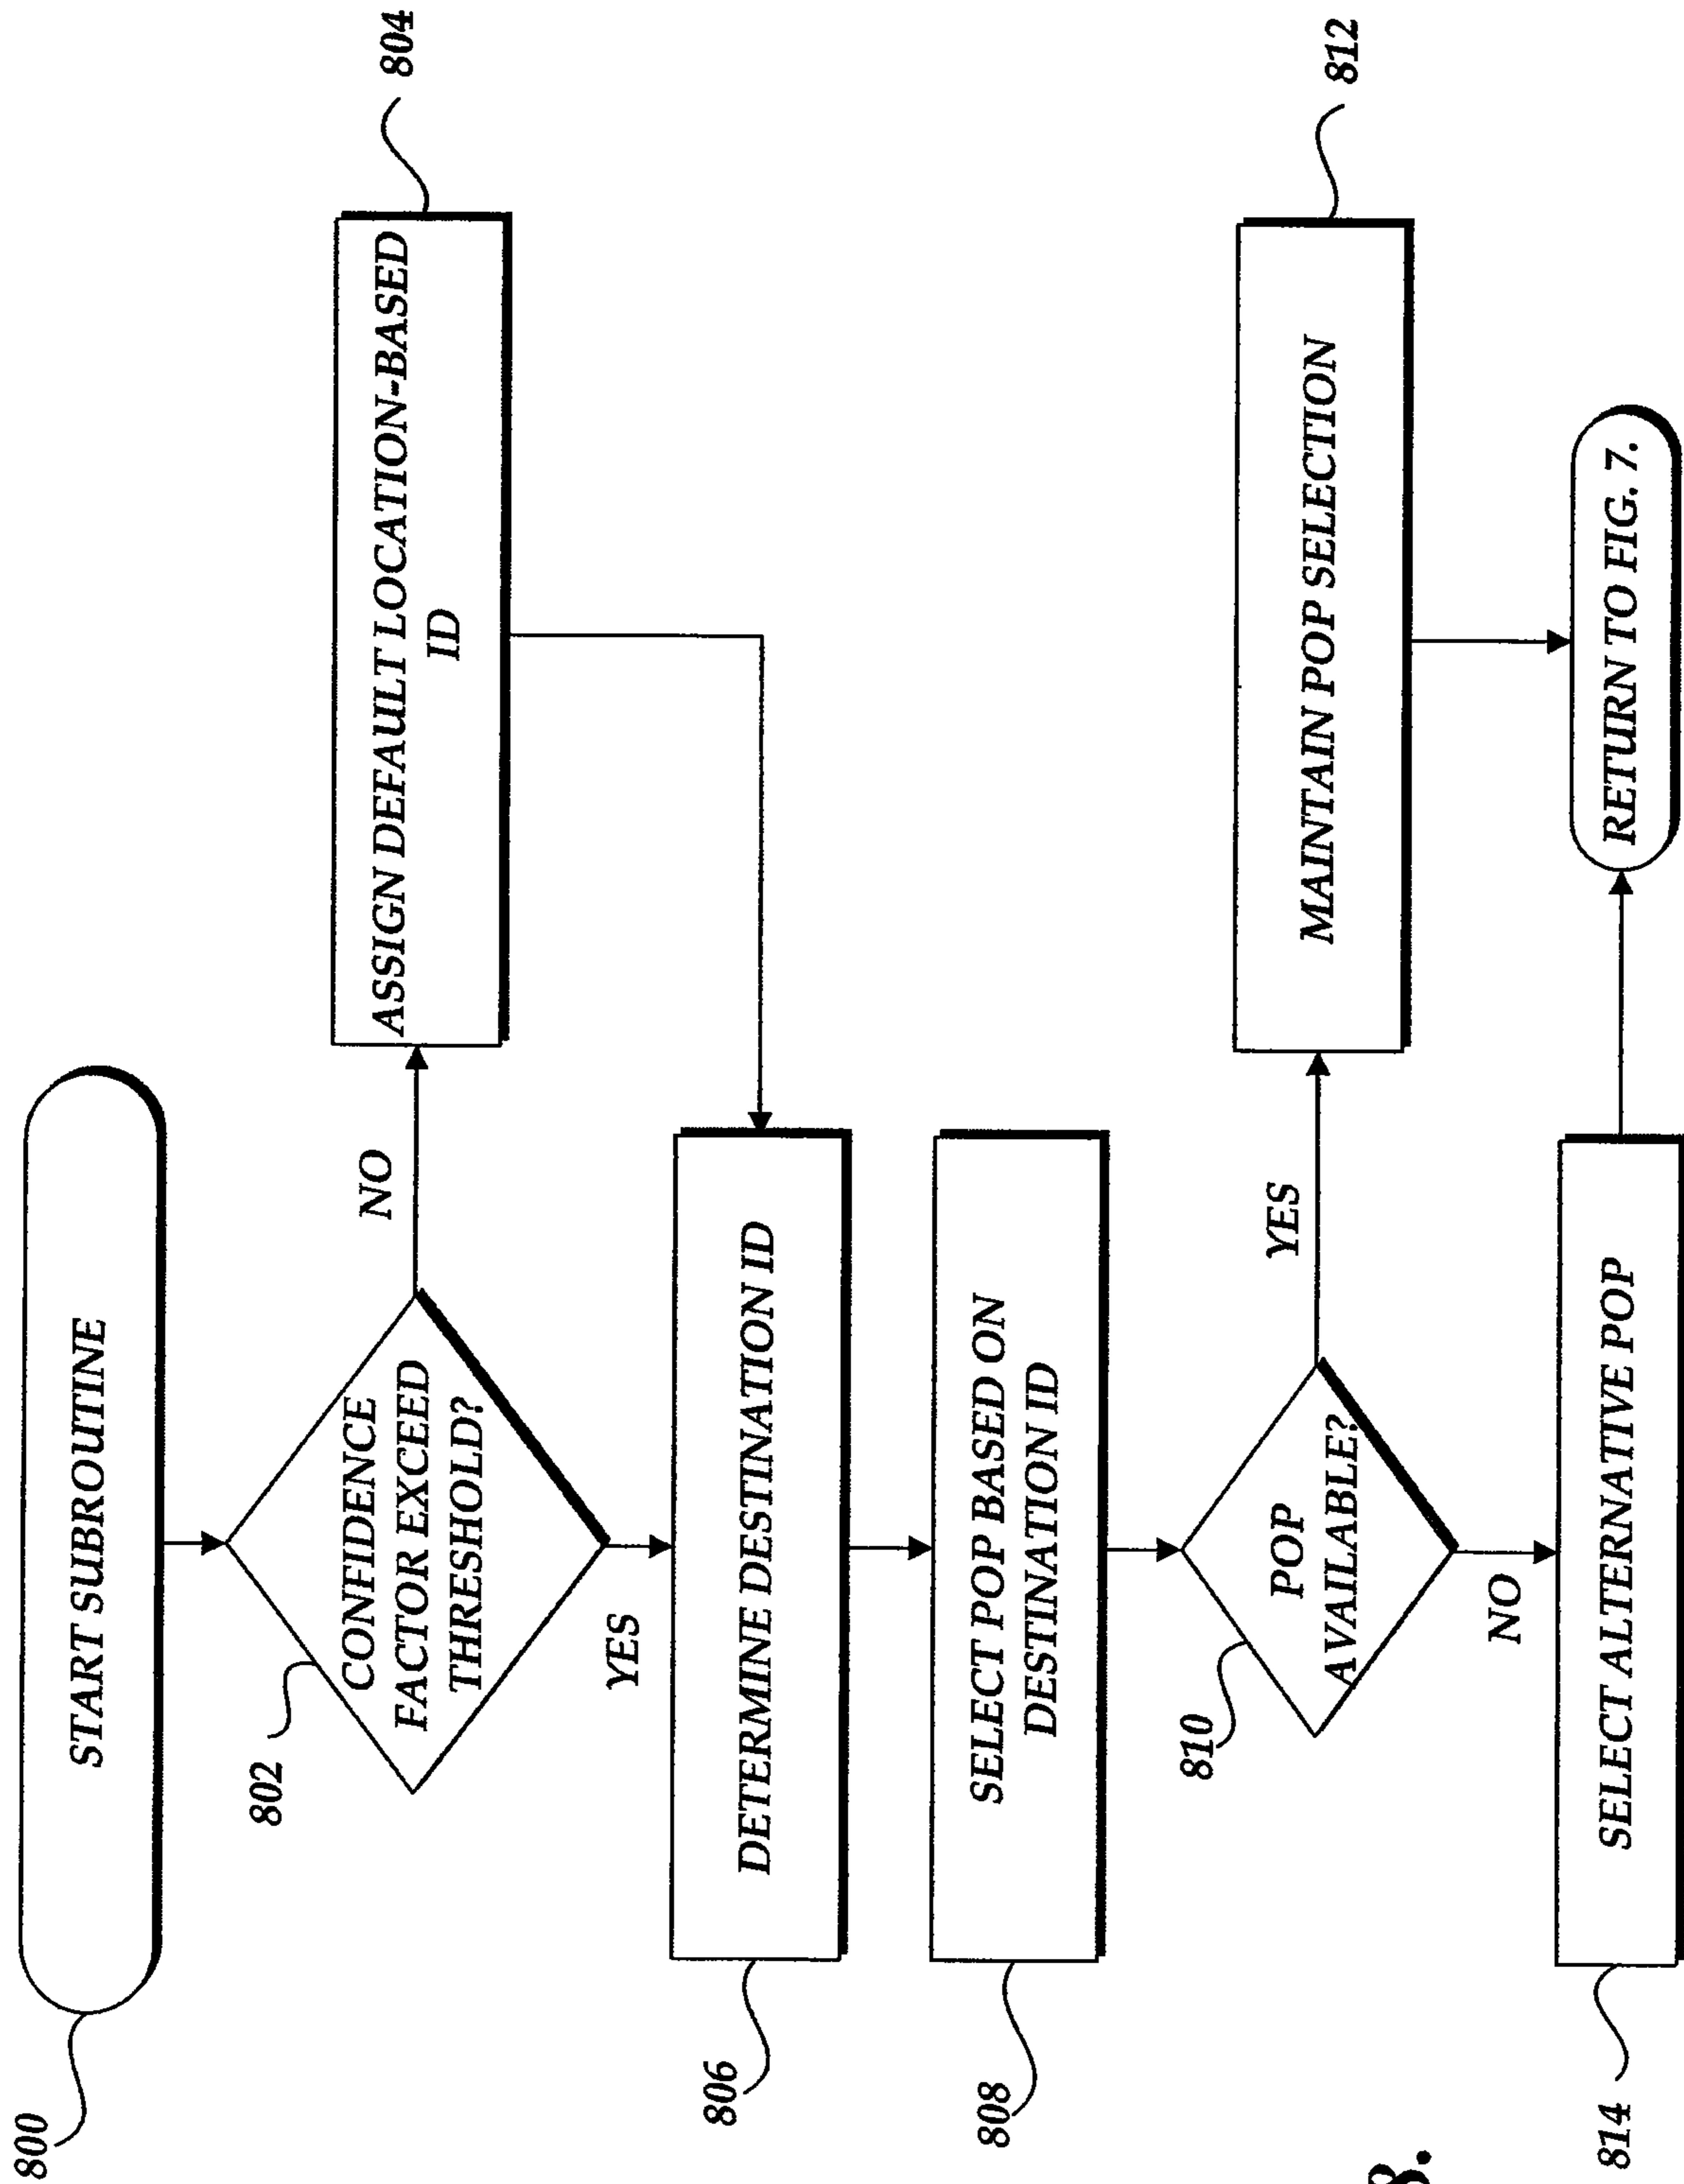 800
START SUBROUTINE
802
CONFIDENCE
FACTOR EXCEED
THRESHOLD?
NO
804
ASSIGN DEFAULT LOCATION-BASED
ID
YES
806
DETERMINE DESTINATION ID
808
SELECT POP BASED ON
DESTINATION ID
810
POP
AVAILABLE?
YES
812
MAINTAIN POP SELECTION
NO
814
SELECT ALTERNATIVE POP
RETURN TO FIG. 7.
8.